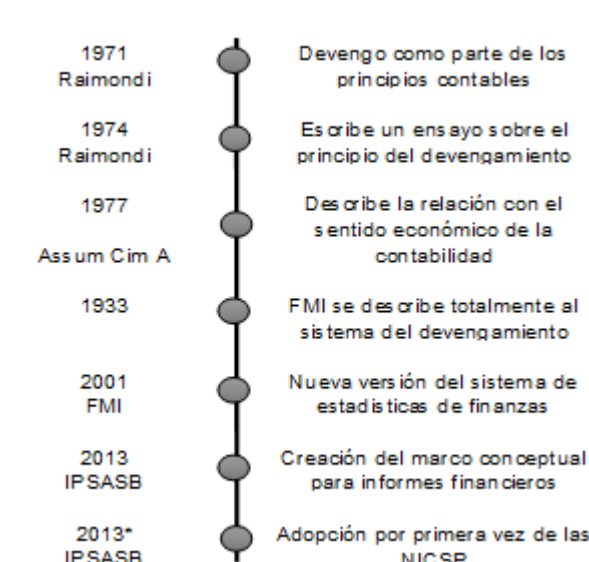 1971
Raimondi
Devengo como parte de los
principios contables
1974
Raimondi
Escribe un ensayo sobre el
principio del devengamiento
1977
Assum Cim A
Describe la relación con el
sentido económico de la
contabilidad
1933
FMI se describe totalmente al
sistema del devengamiento
2001
FMI
Nueva versión del sistema de
estadisticas de finanzas
2013
IPSASB
Creación del marco conceptual
para informes financieros
2013*
IPSASB
Adopción por primera vez de las
NICSP